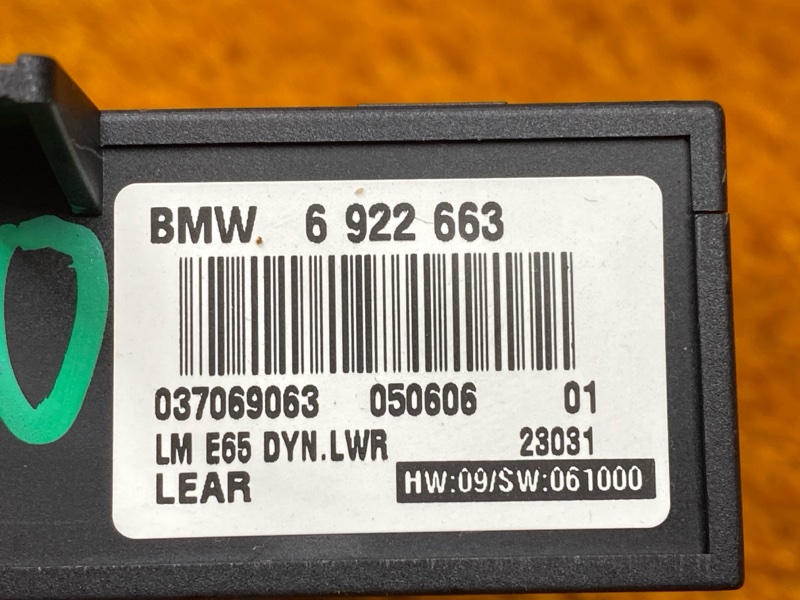 BMW 6 922 663
037069063 050606 01
LM E65 DYN.LWR 23031
LEAR HW:09/SW:061000